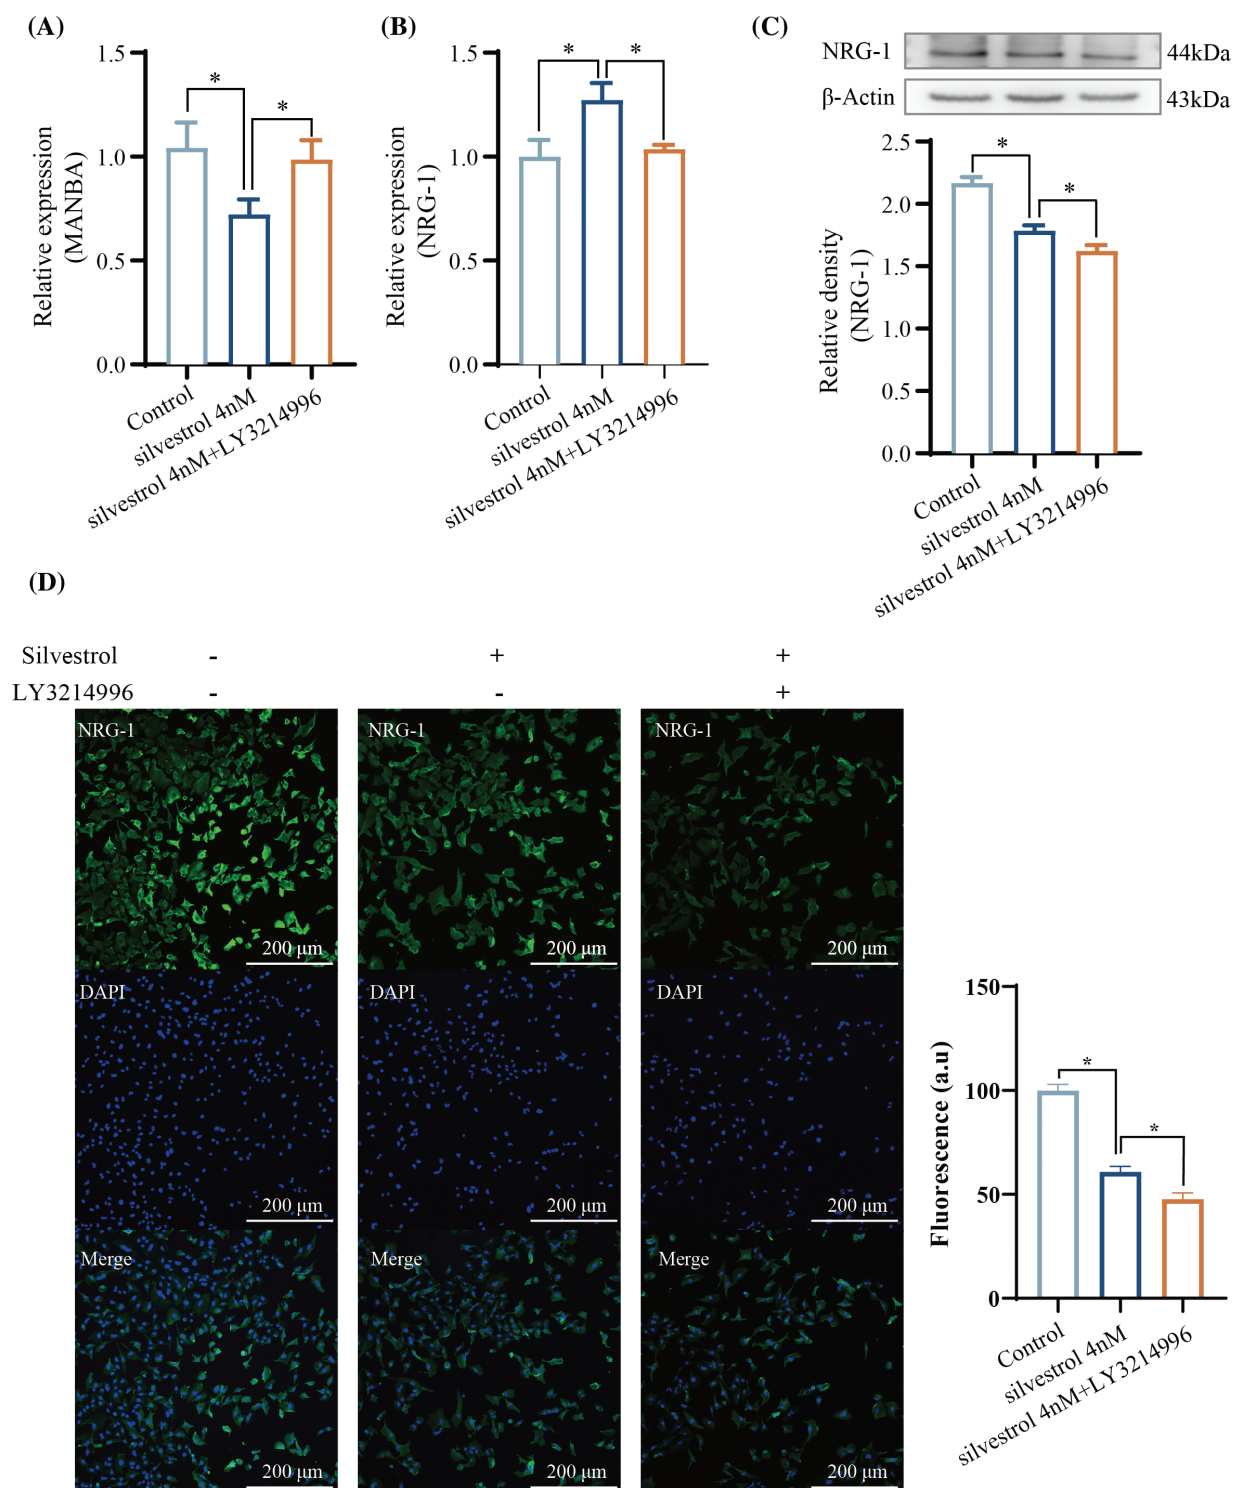 (A)
1.5
1.0
0.5
0.0
Relative expression
(MANBA)
*
*
Control
silvestrol 4nM
silvestrol 4nM+LY3214996
(B)
1.5
1.0
0.5
0.0
Relative expression
(NRG-1)
*
*
Control
silvestrol 4nM
silvestrol 4nM+LY3214996
(C)
NRG-1
44kDa
β-Actin
43kDa
2.5
2.0
1.5
1.0
0.5
0.0
Relative density
(NRG-1)
*
*
Control
silvestrol 4nM
silvestrol 4nM+LY3214996
(D)
Silvestrol - + +
LY3214996 - - +
NRG-1
200 μm
NRG-1
200 μm
NRG-1
200 μm
DAPI
200 μm
DAPI
200 μm
DAPI
200 μm
Merge
200 μm
Merge
200 μm
Merge
200 μm
150
100
50
0
Fluorescence (a.u)
*
*
Control
silvestrol 4nM
silvestrol 4nM+LY3214996